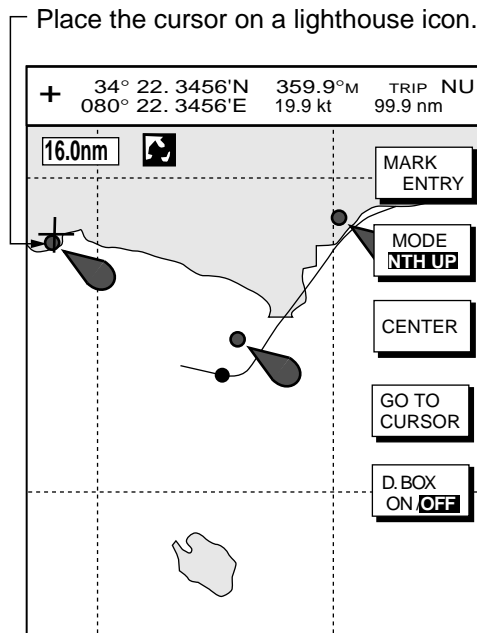 Place the cursor on a lighthouse icon.
+ 34° 22. 3456'N 359.9°M TRIP NU
080° 22. 3456'E 19.9 kt 99.9 nm
16.0nm
MARK
ENTRY
MODE
NTH UP
CENTER
GO TO
CURSOR
D. BOX
ON /OFF